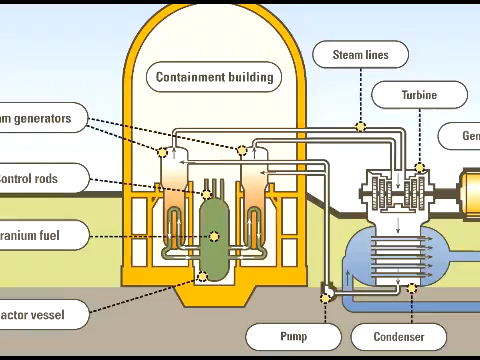 Steam lines
Containment building
Turbine
am generators
Gen
ontrol rods
ranium fuel
actor vessel
Pump
Condenser